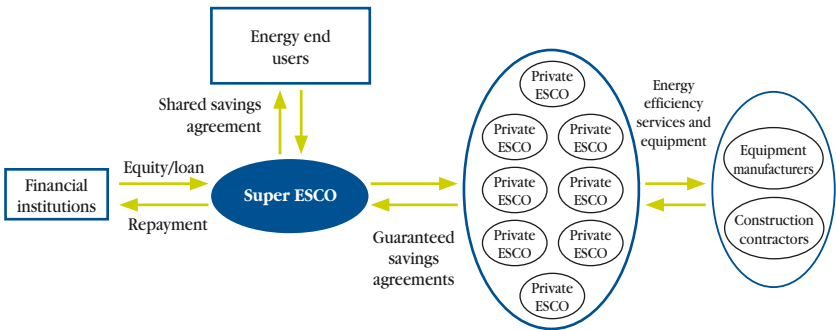 Energy end
users
Shared savings
agreement
Financial
institutions
Equity/loan
Repayment
Super ESCO
Guaranteed
savings
agreements
Private
ESCO
Private
ESCO
Private
ESCO
Private
ESCO
Private
ESCO
Private
ESCO
Private
ESCO
Private
ESCO
Energy
efficiency
services and
equipment
Equipment
manufacturers
Construction
contractors